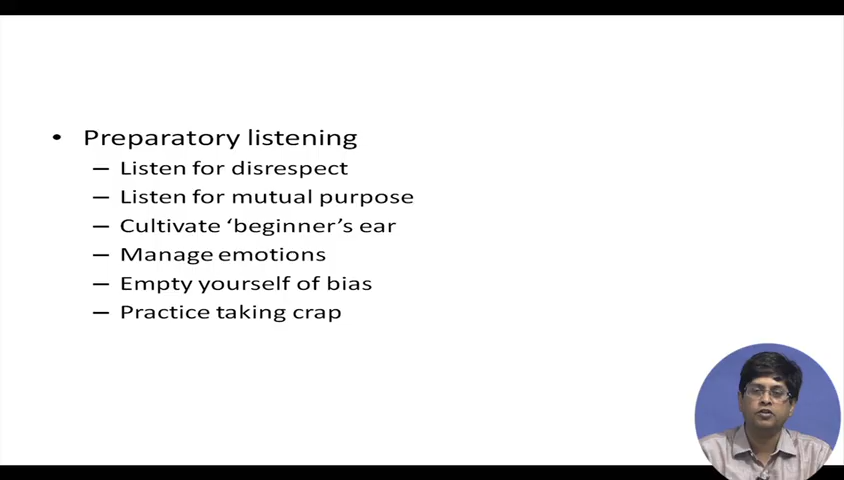 • Preparatory listening
– Listen for disrespect
– Listen for mutual purpose
– Cultivate ‘beginner’s ear
– Manage emotions
– Empty yourself of bias
– Practice taking crap